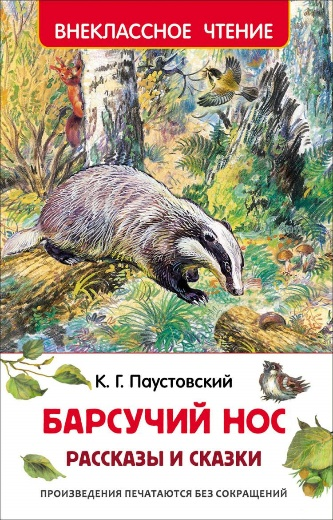 ВНЕКЛАССНОЕ ЧТЕНИЕ
К. Г. Паустовский
БАРСУЧИЙ НОС
РАССКАЗЫ И СКАЗКИ
ПРОИЗВЕДЕНИЯ ПЕЧАТАЮТСЯ БЕЗ СОКРАЩЕНИЙ